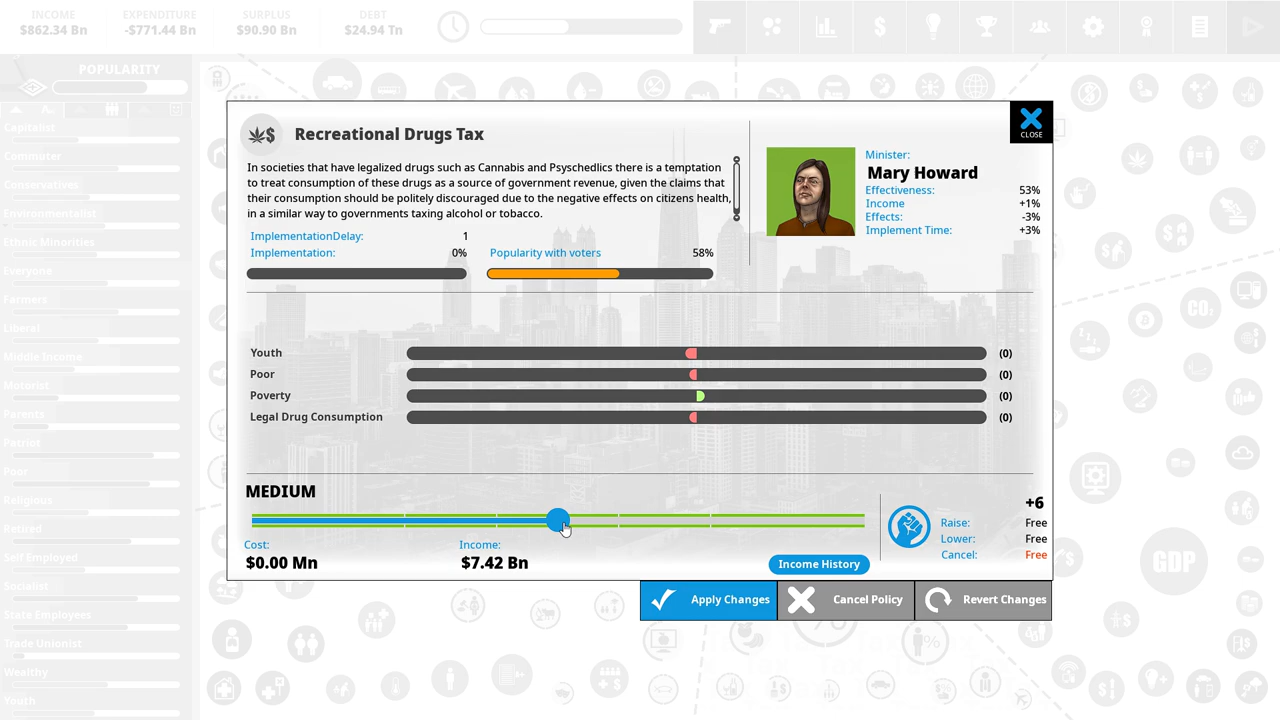 INCOME
$862.34 Bn
EXPENDITURE
-$771.44 Bn
SURPLUS
$90.90 Bn
DEBT
$24.94 Tn
POPULARITY
Capitalist
Commuter
Conservatives
Environmentalist
Ethnic Minorities
Everyone
Farmers
Liberal
Middle Income
Motorist
Parents
Patriot
Poor
Religious
Retired
Self Employed
Socialist
State Employees
Trade Unionist
Wealthy
Youth
Recreational Drugs Tax
In societies that have legalized drugs such as Cannabis and Psyschedlics there is a temptation
to treat consumption of these drugs as a source of government revenue, given the claims that
their consumption should be politely discouraged due to the negative effects on citizens health,
in a similar way to governments taxing alcohol or tobacco.
ImplementationDelay: 1
Implementation: 0%
Popularity with voters 58%
CLOSE
Minister:
Mary Howard
Effectiveness: 53%
Income +1%
Effects: -3%
Implement Time: +3%
Youth (0)
Poor (0)
Poverty (0)
Legal Drug Consumption (0)
MEDIUM
Cost:
$0.00 Mn
Income:
$7.42 Bn
Income History
+6
Raise: Free
Lower: Free
Cancel: Free
Apply Changes
Cancel Policy
Revert Changes
CO₂
GDP